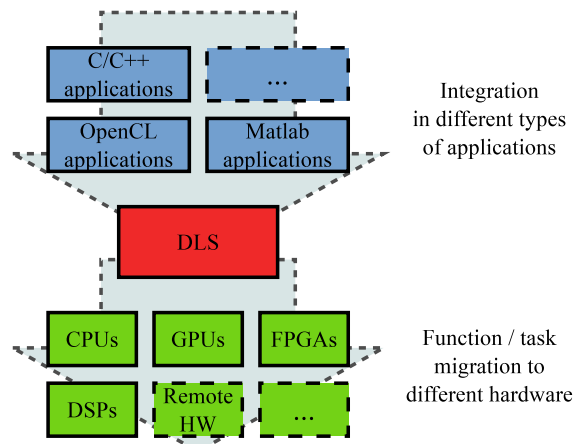 C/C++
applications
...
OpenCL
applications
Matlab
applications
Integration
in different types
of applications
DLS
CPUs
GPUs
FPGAs
DSPs
Remote
HW
...
Function / task
migration to
different hardware